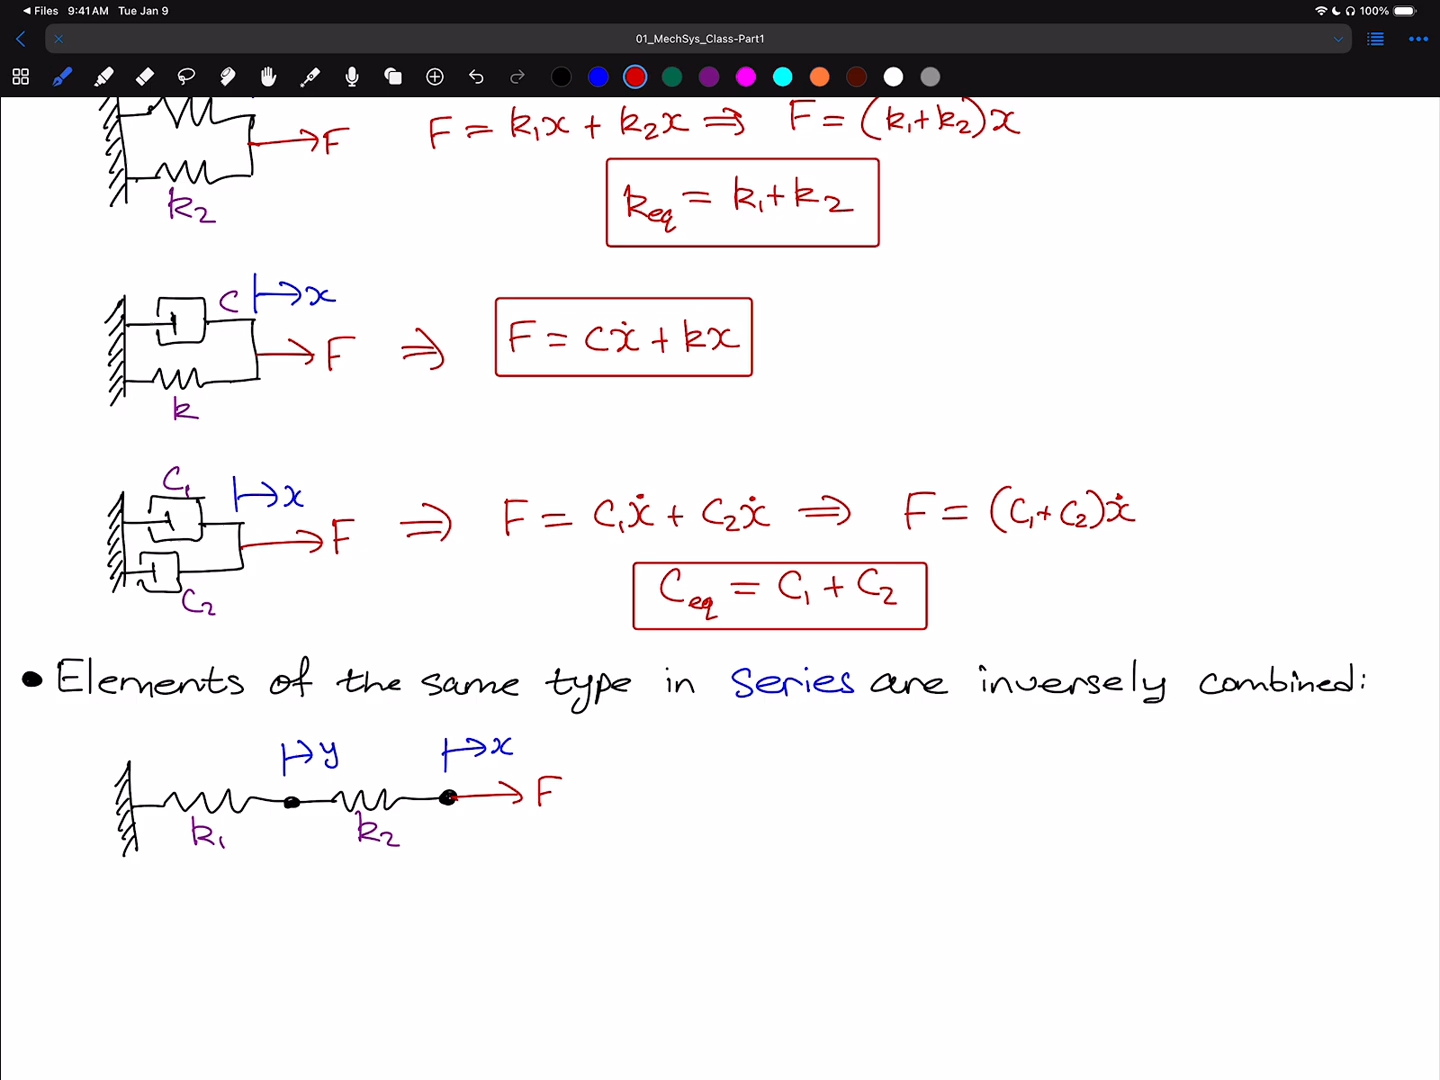 Files 9:41 AM Tue Jan 9 100%
01_MechSys_Class-Part1
F F = k₁x + k₂x ⇒ F = (k₁+k₂)x
k₂
k_eq = k₁+k₂
c x
F ⇒ F = cẋ + kx
k
C₁ x
F ⇒ F = C₁ẋ + C₂ẋ ⇒ F = (C₁+C₂)ẋ
C₂
C_eq = C₁ + C₂
• Elements of the same type in series are inversely combined:
y x
F
k₁ k₂